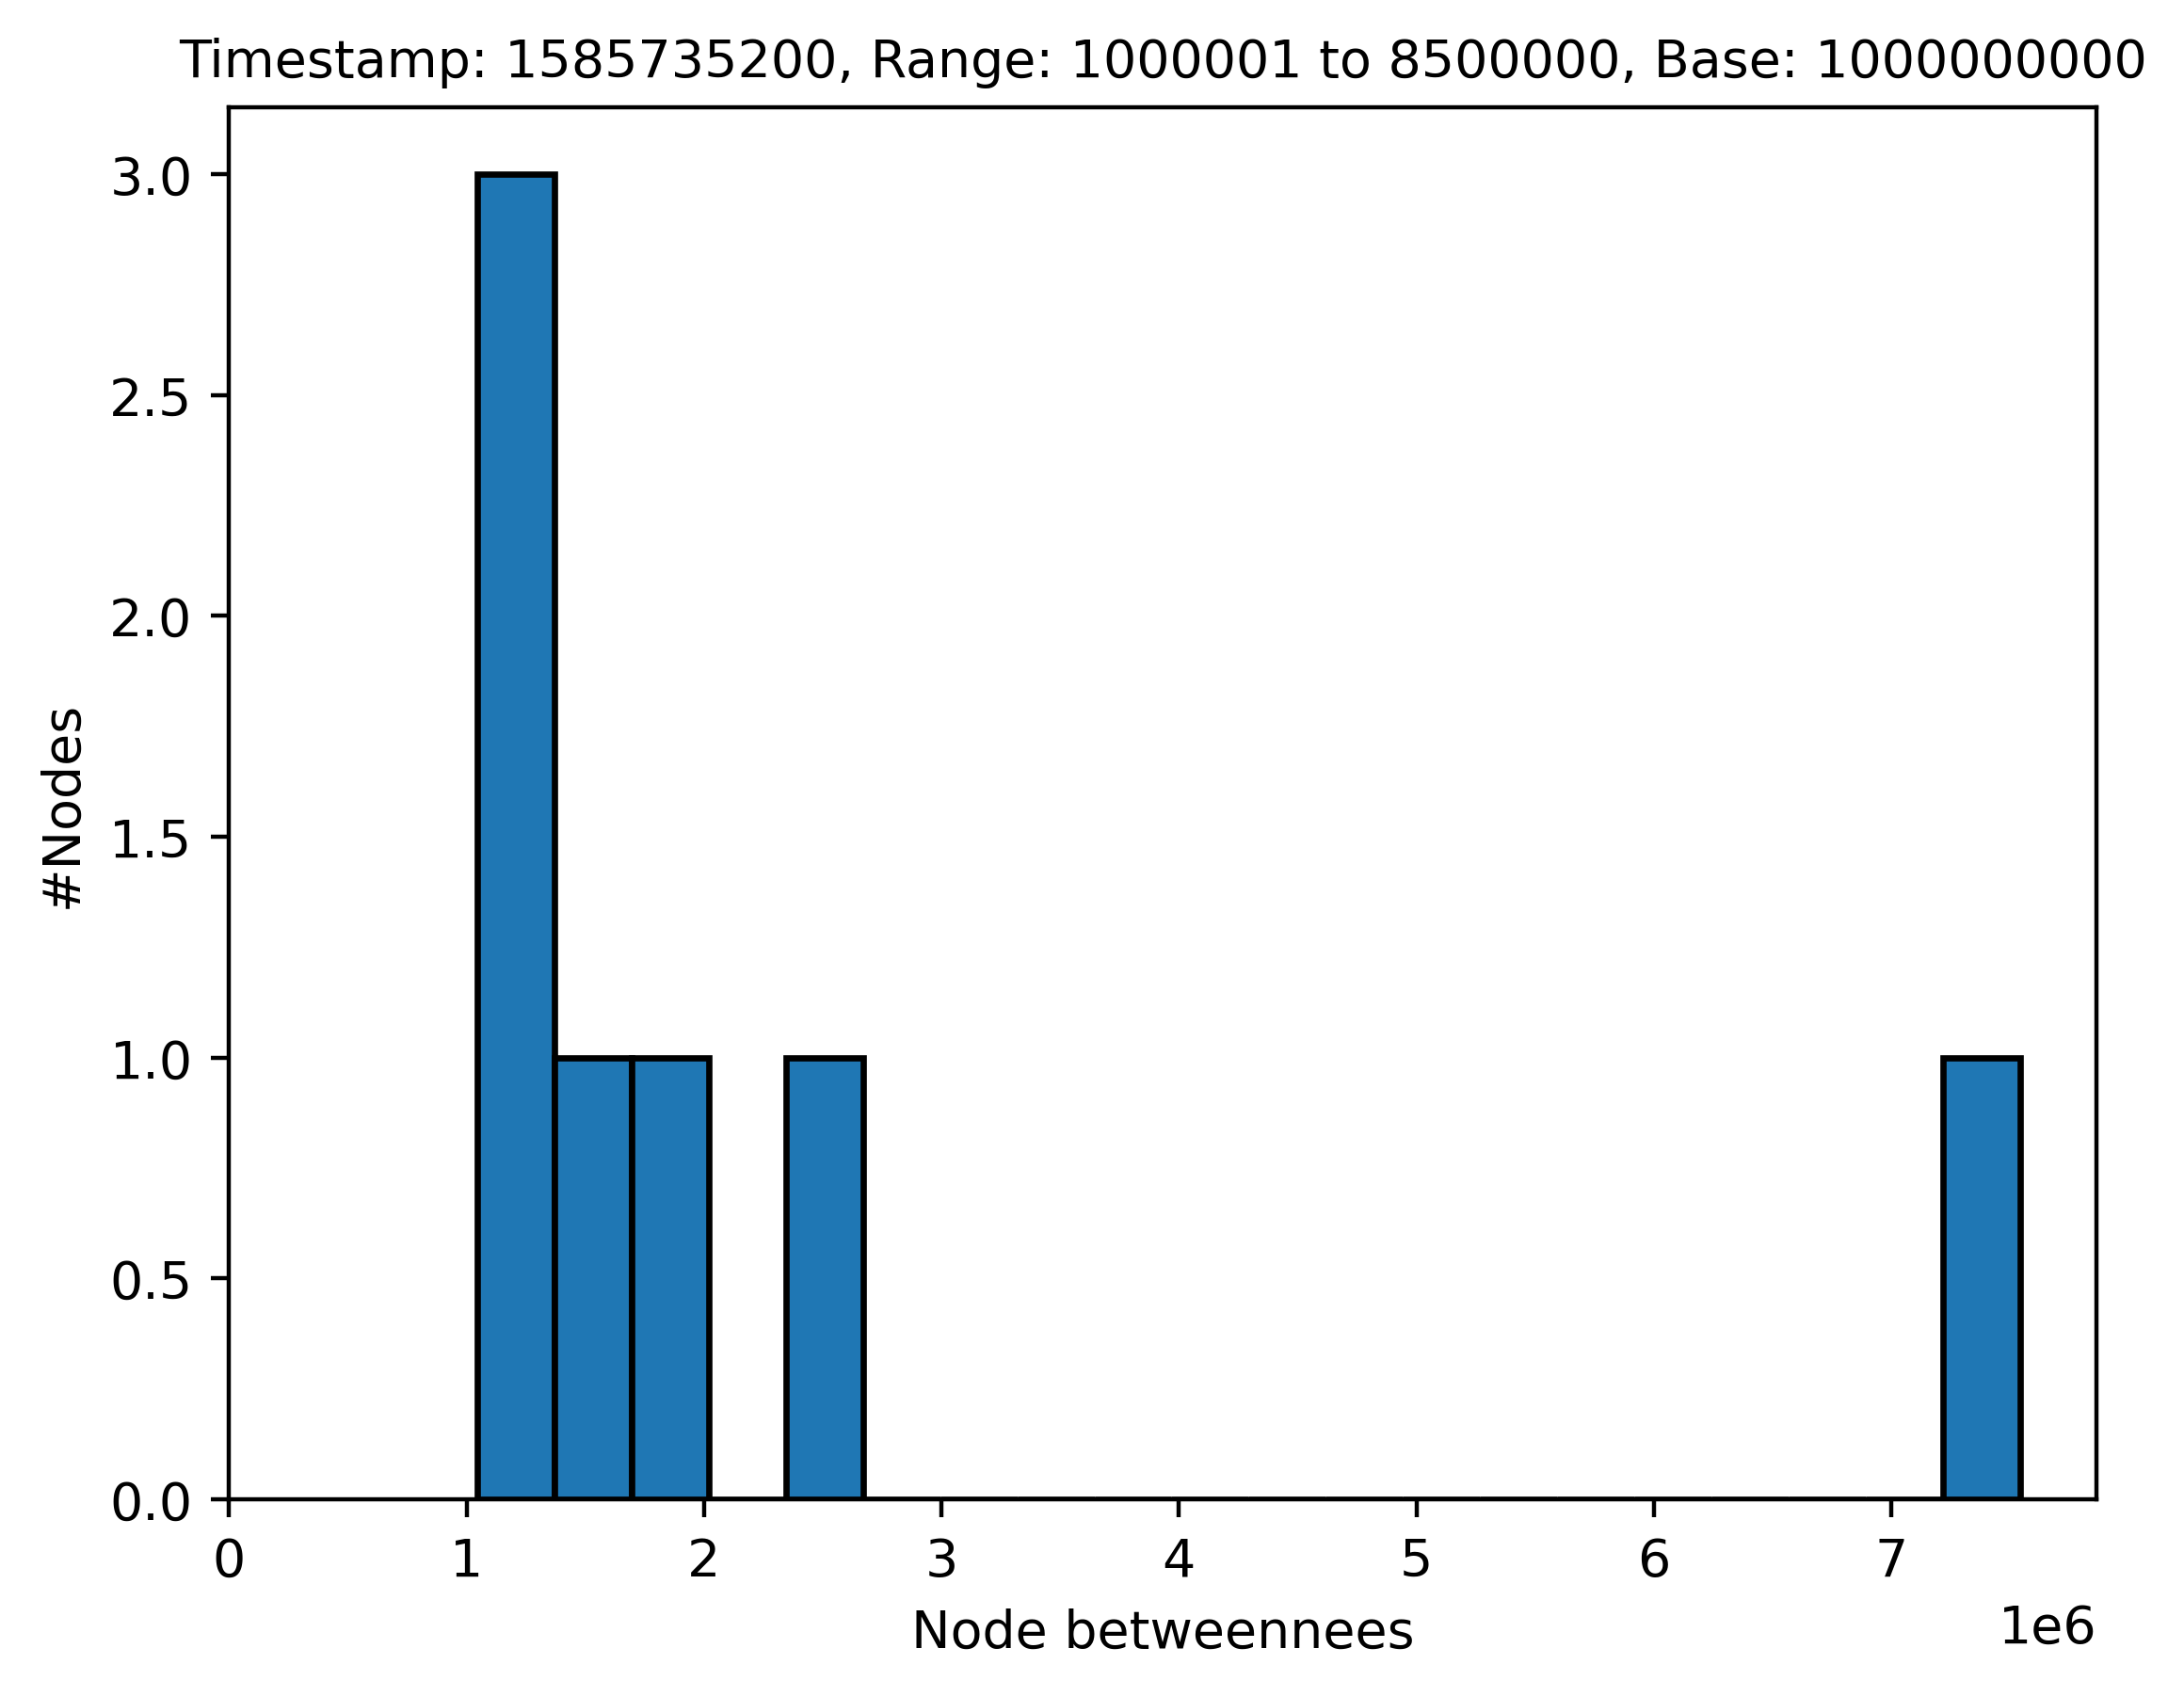 Timestamp: 1585735200, Range: 1000001 to 8500000, Base: 1000000000
3.0
2.5
2.0
1.5
1.0
0.5
0.0
#Nodes
0 1 2 3 4 5 6 7
1e6
Node betweennees